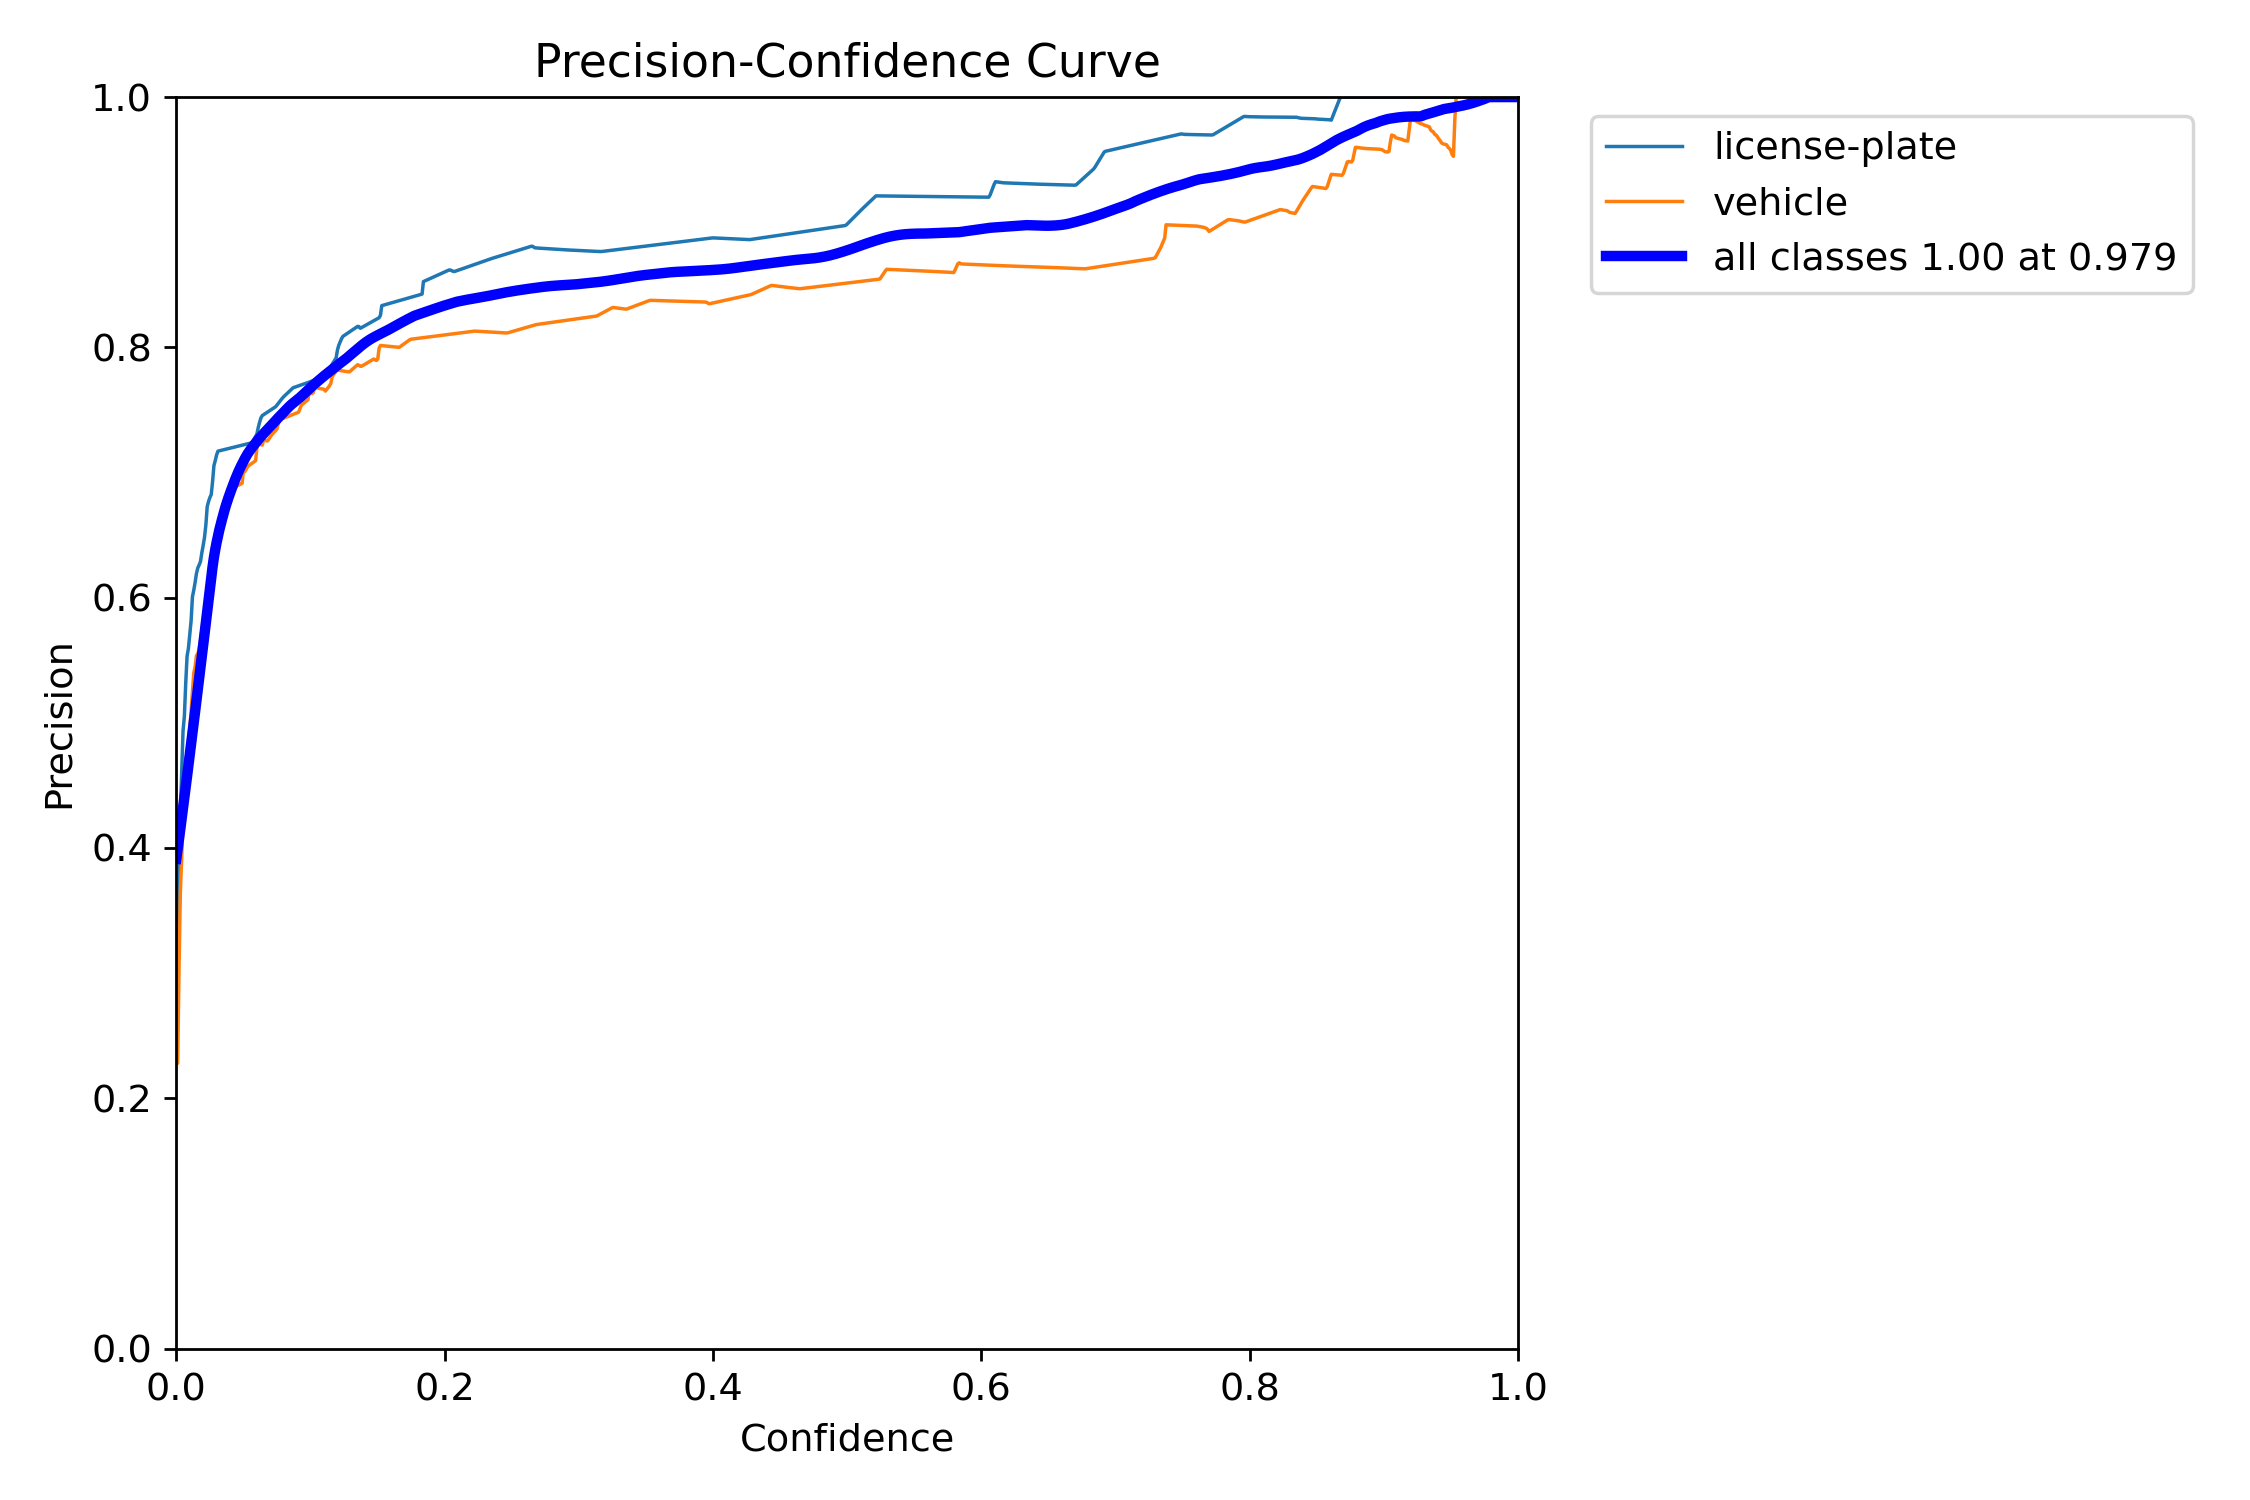 Precision-Confidence Curve
1.0
0.8
0.6
0.4
0.2
0.0
Precision
0.0 0.2 0.4 0.6 0.8 1.0
Confidence
license-plate
vehicle
all classes 1.00 at 0.979